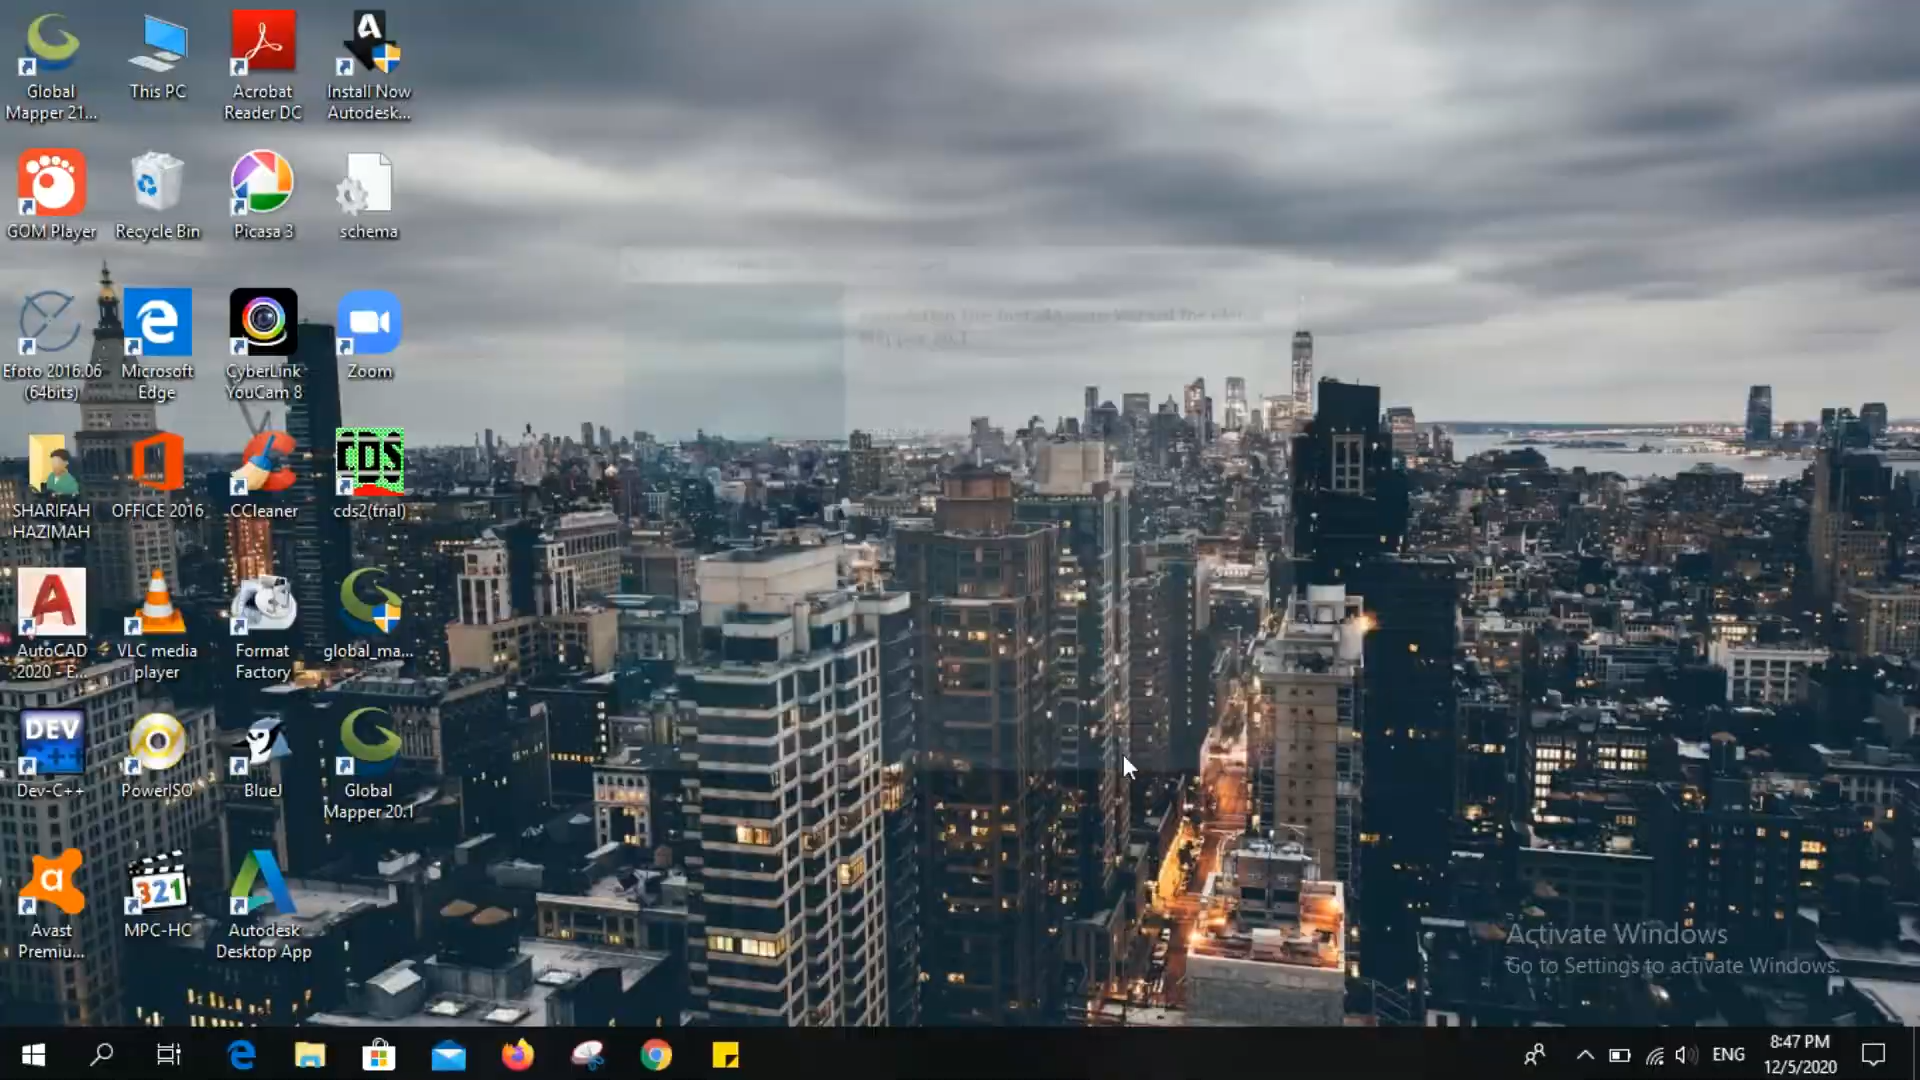 Global
Mapper 21...
This PC
Acrobat
Reader DC
Install Now
Autodesk...
GOM Player
Recycle Bin
Picasa 3
schema
Efoto 2016.06
(64bits)
Microsoft
Edge
CyberLink
YouCam 8
Zoom
SHARIFAH
HAZIMAH
OFFICE 2016
CCleaner
CDS
cds2(trial)
AutoCAD
2020 - E...
VLC media
player
Format
Factory
global_ma...
DEV
C++
Dev-C++
PowerISO
BlueJ
Global
Mapper 20.1
Avast
Premiu...
321
MPC-HC
Autodesk
Desktop App
Activate Windows
Go to Settings to activate Windows.
ENG
8:47 PM
12/5/2020